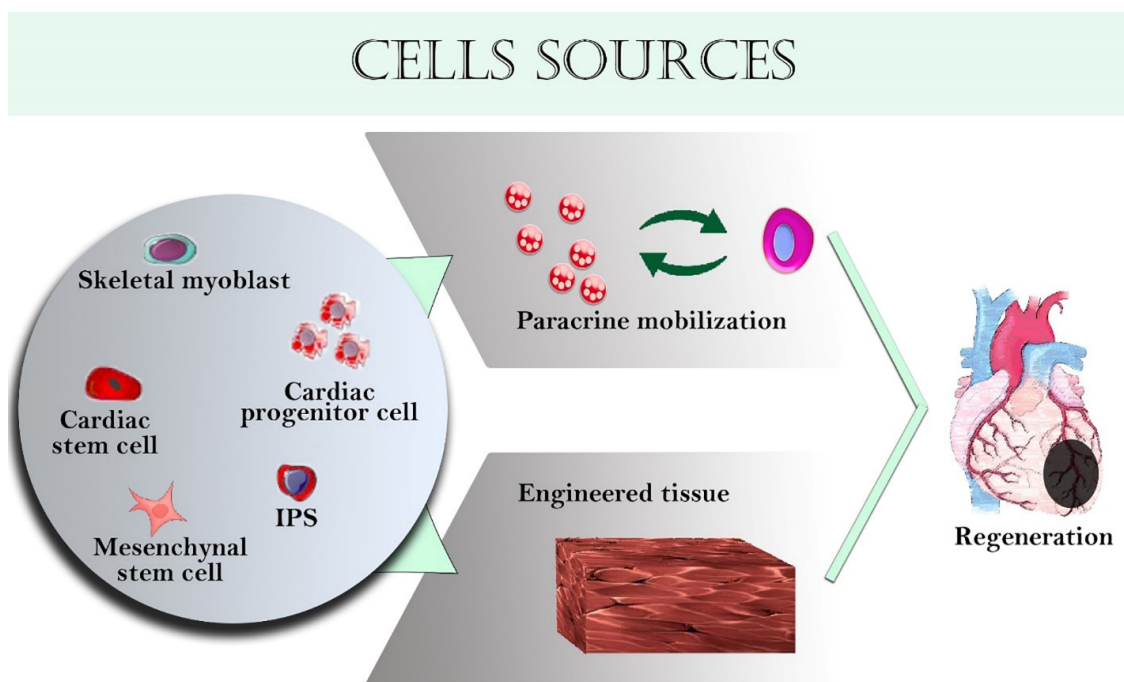 CELLS SOURCES
Skeletal myoblast
Cardiac
progenitor cell
Cardiac
stem cell
IPS
Mesenchynal
stem cell
Paracrine mobilization
Engineered tissue
Regeneration